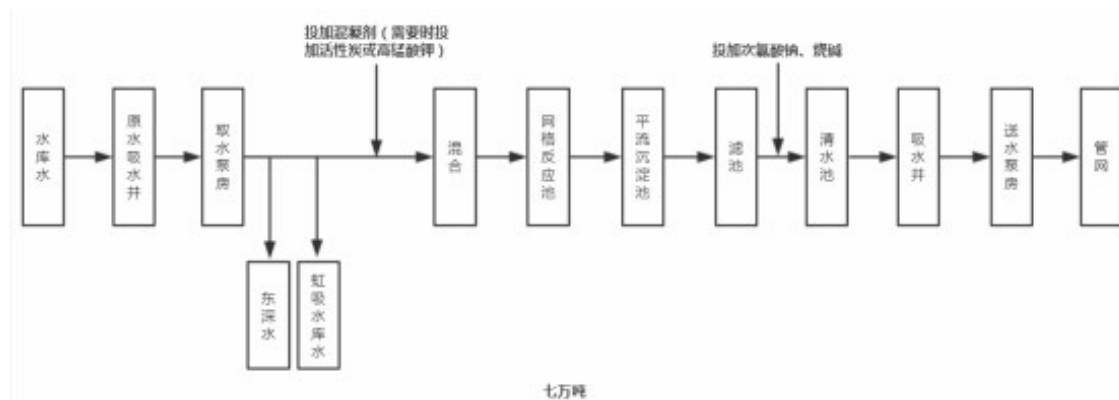 投加混凝剂（需要时投
加活性炭或高锰酸钾）
投加次氯酸钠、烧碱
水库水
原水吸水井
取水泵房
混合
网格反应池
平流沉淀池
滤池
清水池
吸水井
送水泵房
管网
东深水
虹吸水库水
七万吨